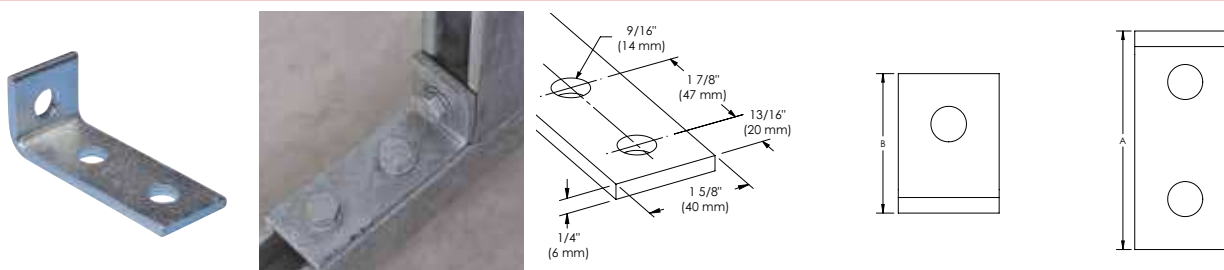 9/16"
(14 mm)
1 7/8"
(47 mm)
13/16"
(20 mm)
1 5/8"
(40 mm)
1/4"
(6 mm)
B
A